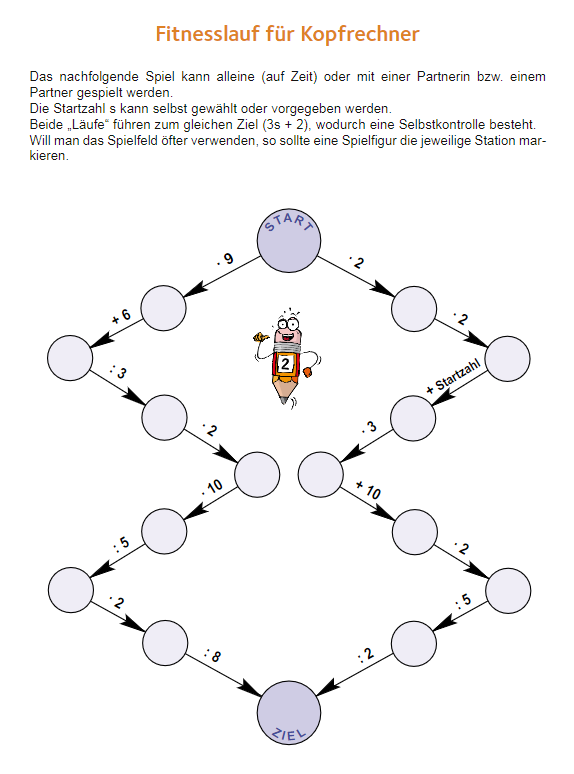 Fitnesslauf für Kopfrechner
Das nachfolgende Spiel kann alleine (auf Zeit) oder mit einer Partnerin bzw. einem
Partner gespielt werden.
Die Startzahl s kann selbst gewählt oder vorgegeben werden.
Beide „Läufe“ führen zum gleichen Ziel (3s + 2), wodurch eine Selbstkontrolle besteht.
Will man das Spielfeld öfter verwenden, so sollte eine Spielfigur die jeweilige Station mar-
kieren.
START
· 9
· 2
+ 6
· 2
: 3
+ Startzahl
2
· 2
· 3
· 10
+ 10
: 5
· 2
· 2
: 5
: 8
: 2
ZIEL